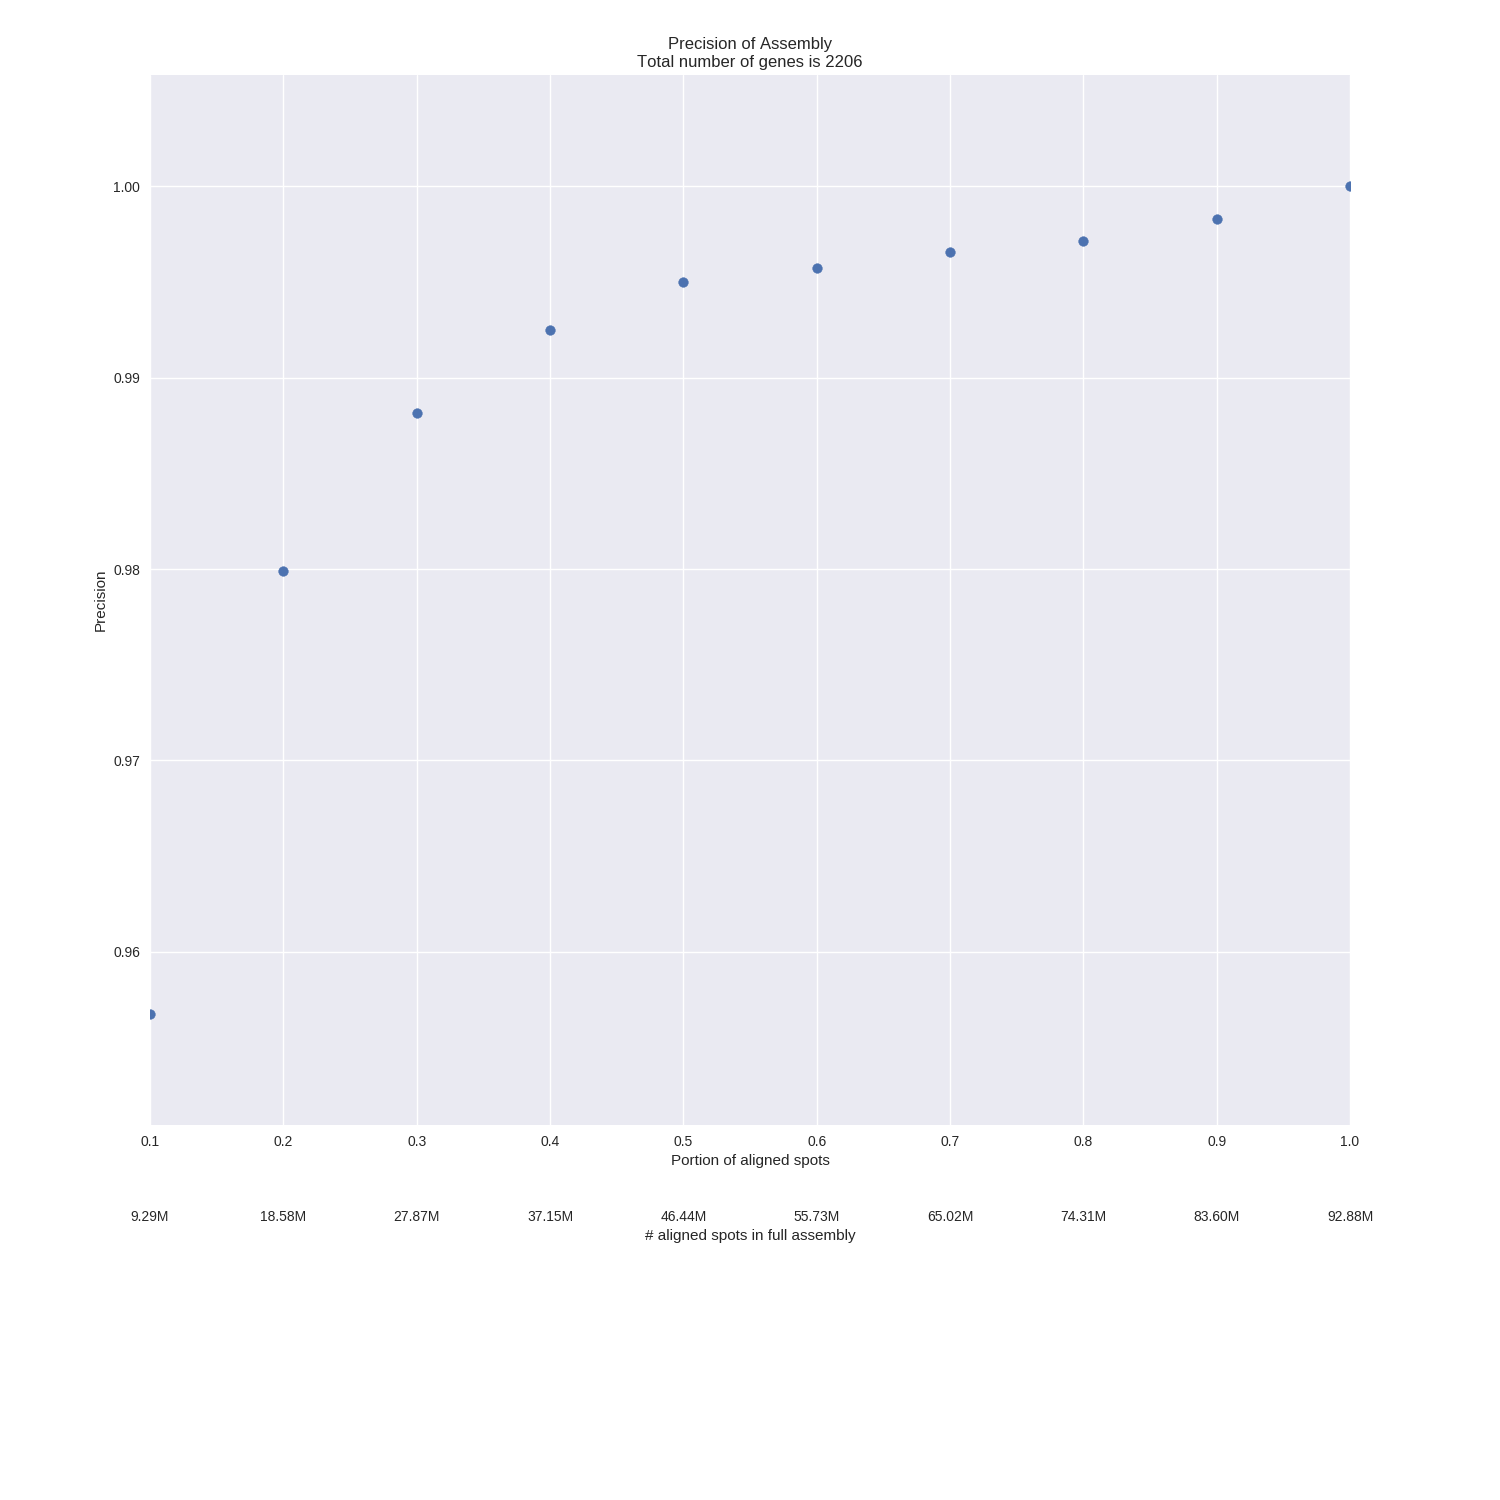 Precision of Assembly
Total number of genes is 2206
1.00
0.99
0.98
0.97
0.96
Precision
0.1 0.2 0.3 0.4 0.5 0.6 0.7 0.8 0.9 1.0
Portion of aligned spots
9.29M 18.58M 27.87M 37.15M 46.44M 55.73M 65.02M 74.31M 83.60M 92.88M
# aligned spots in full assembly